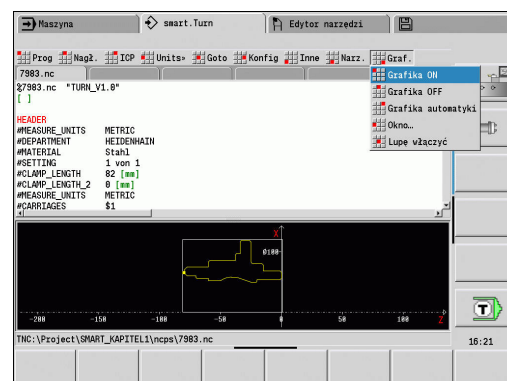 Maszyna smart.Turn Edytor narzędzi
Prog Nagł. ICP Units» Goto Konfig Inne Narz. Graf.
7983.nc
Grafika ON
Grafika OFF
Grafika automatyki
Okno…
Lupę włączyć
%7983.nc "TURN_V1.0"
[ ]
HEADER
#MEASURE_UNITS METRIC
#DEPARTMENT HEIDENHAIN
#MATERIAL Stahl
#SETTING 1 von 1
#CLAMP_LENGTH 82 [mm]
#CLAMP_LENGTH_2 0 [mm]
#MEASURE_UNITS METRIC
#CARRIAGES $1
X
Ø100
-200 -150 -100 -50 0 50 100 Z
T
TNC:\Project\SMART_KAPITEL1\ncps\7983.nc
16:21